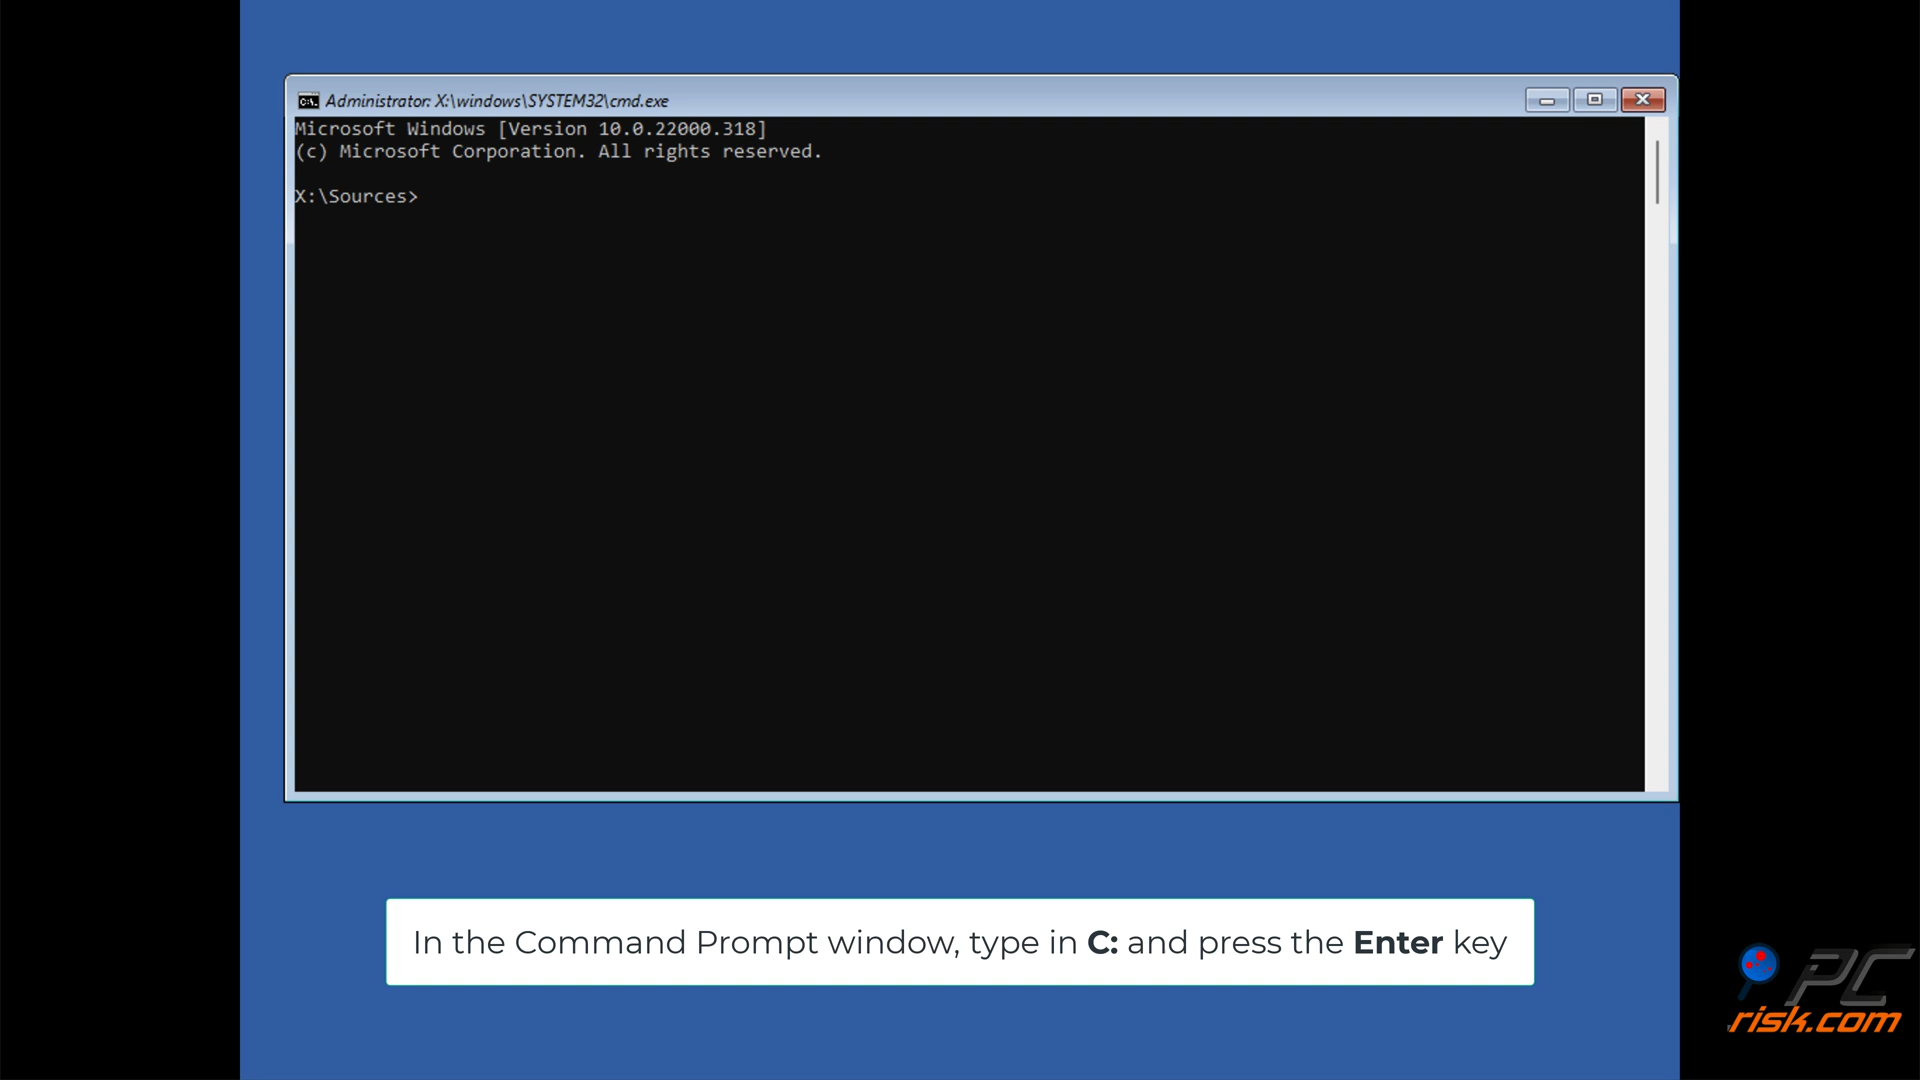 Administrator: X:\windows\SYSTEM32\cmd.exe
Microsoft Windows [Version 10.0.22000.318]
(c) Microsoft Corporation. All rights reserved.
X:\Sources>
In the Command Prompt window, type in C: and press the Enter key
PC
risk.com